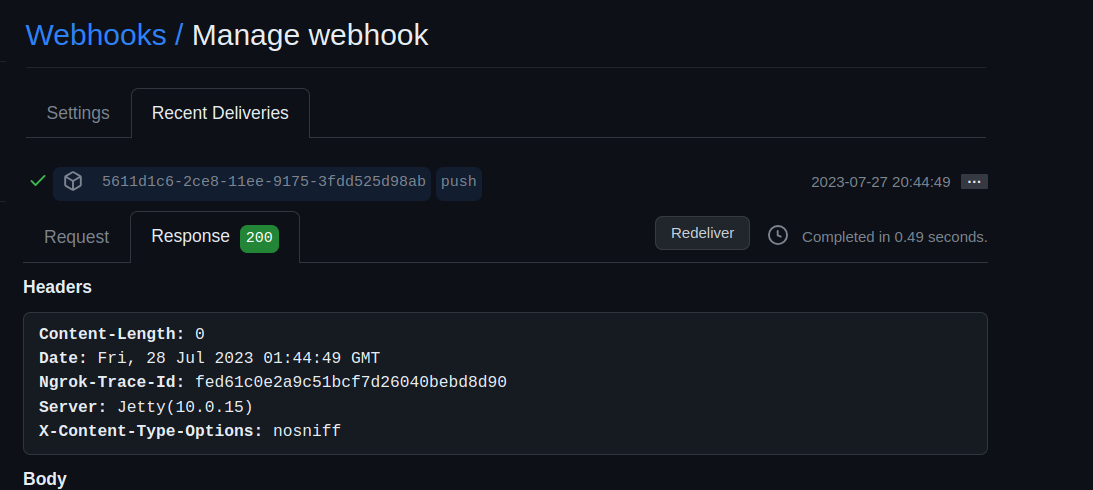 Webhooks / Manage webhook
Settings Recent Deliveries
5611d1c6-2ce8-11ee-9175-3fdd525d98ab push 2023-07-27 20:44:49 ...
Request Response 200 Redeliver Completed in 0.49 seconds.
Headers
Content-Length: 0
Date: Fri, 28 Jul 2023 01:44:49 GMT
Ngrok-Trace-Id: fed61c0e2a9c51bcf7d26040bebd8d90
Server: Jetty(10.0.15)
X-Content-Type-Options: nosniff
Body